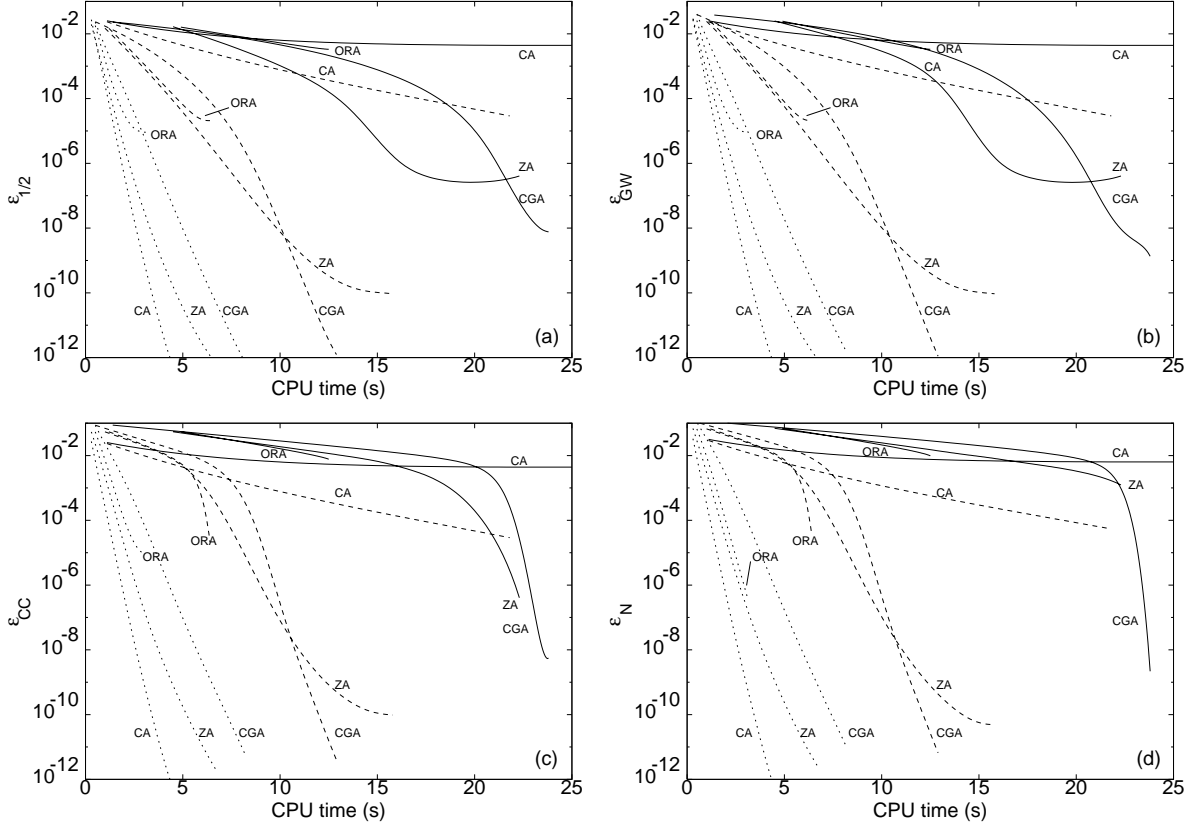 10-2
10-4
10-6
10-8
10-10
10-12
ε1/2
0
5
10
15
20
25
CPU time (s)
ORA
CA
CA
ORA
ORA
ZA
CGA
ZA
CA
ZA
CGA
CGA
(a)
10-2
10-4
10-6
10-8
10-10
10-12
εGW
0
5
10
15
20
25
CPU time (s)
ORA
CA
CA
ORA
ORA
ZA
CGA
ZA
CA
ZA
CGA
CGA
(b)
10-2
10-4
10-6
10-8
10-10
10-12
εCC
0
5
10
15
20
25
CPU time (s)
ORA
CA
CA
ORA
ORA
ZA
CGA
ZA
CA
ZA
CGA
CGA
(c)
10-2
10-4
10-6
10-8
10-10
10-12
εN
0
5
10
15
20
25
CPU time (s)
CA
ORA
ZA
CA
ORA
ORA
CGA
ZA
CA
ZA
CGA
CGA
(d)